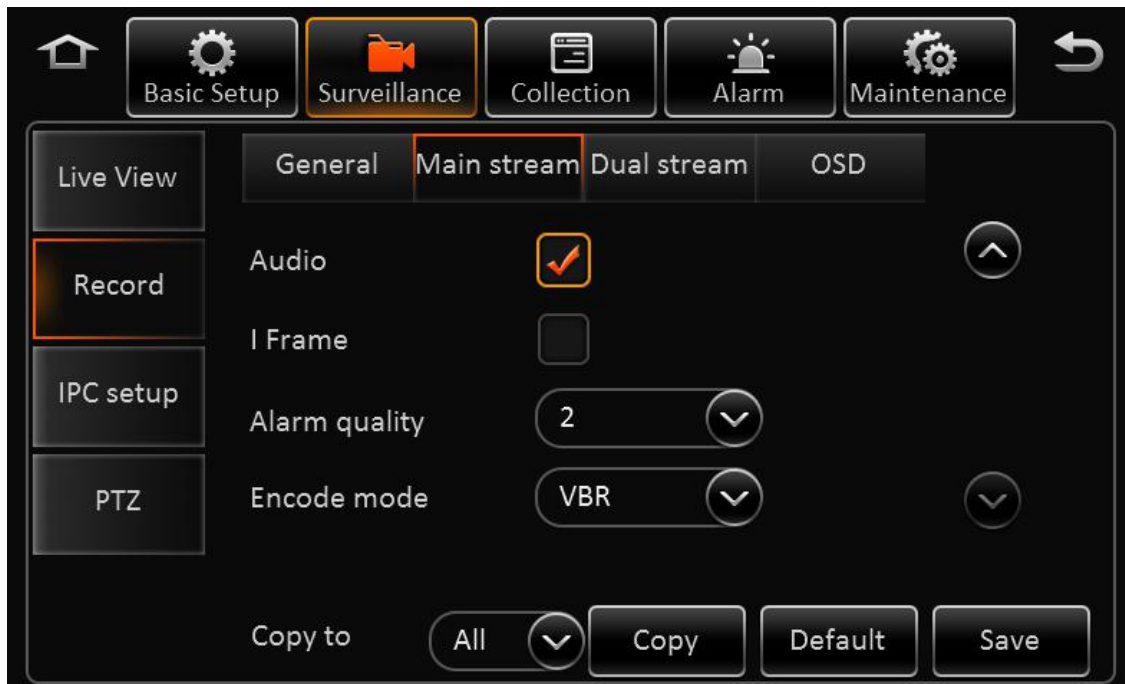 Basic Setup Surveillance Collection Alarm Maintenance
Live View
Record
IPC setup
PTZ
General Main stream Dual stream OSD
Audio
I Frame
Alarm quality 2
Encode mode VBR
Copy to All Copy Default Save